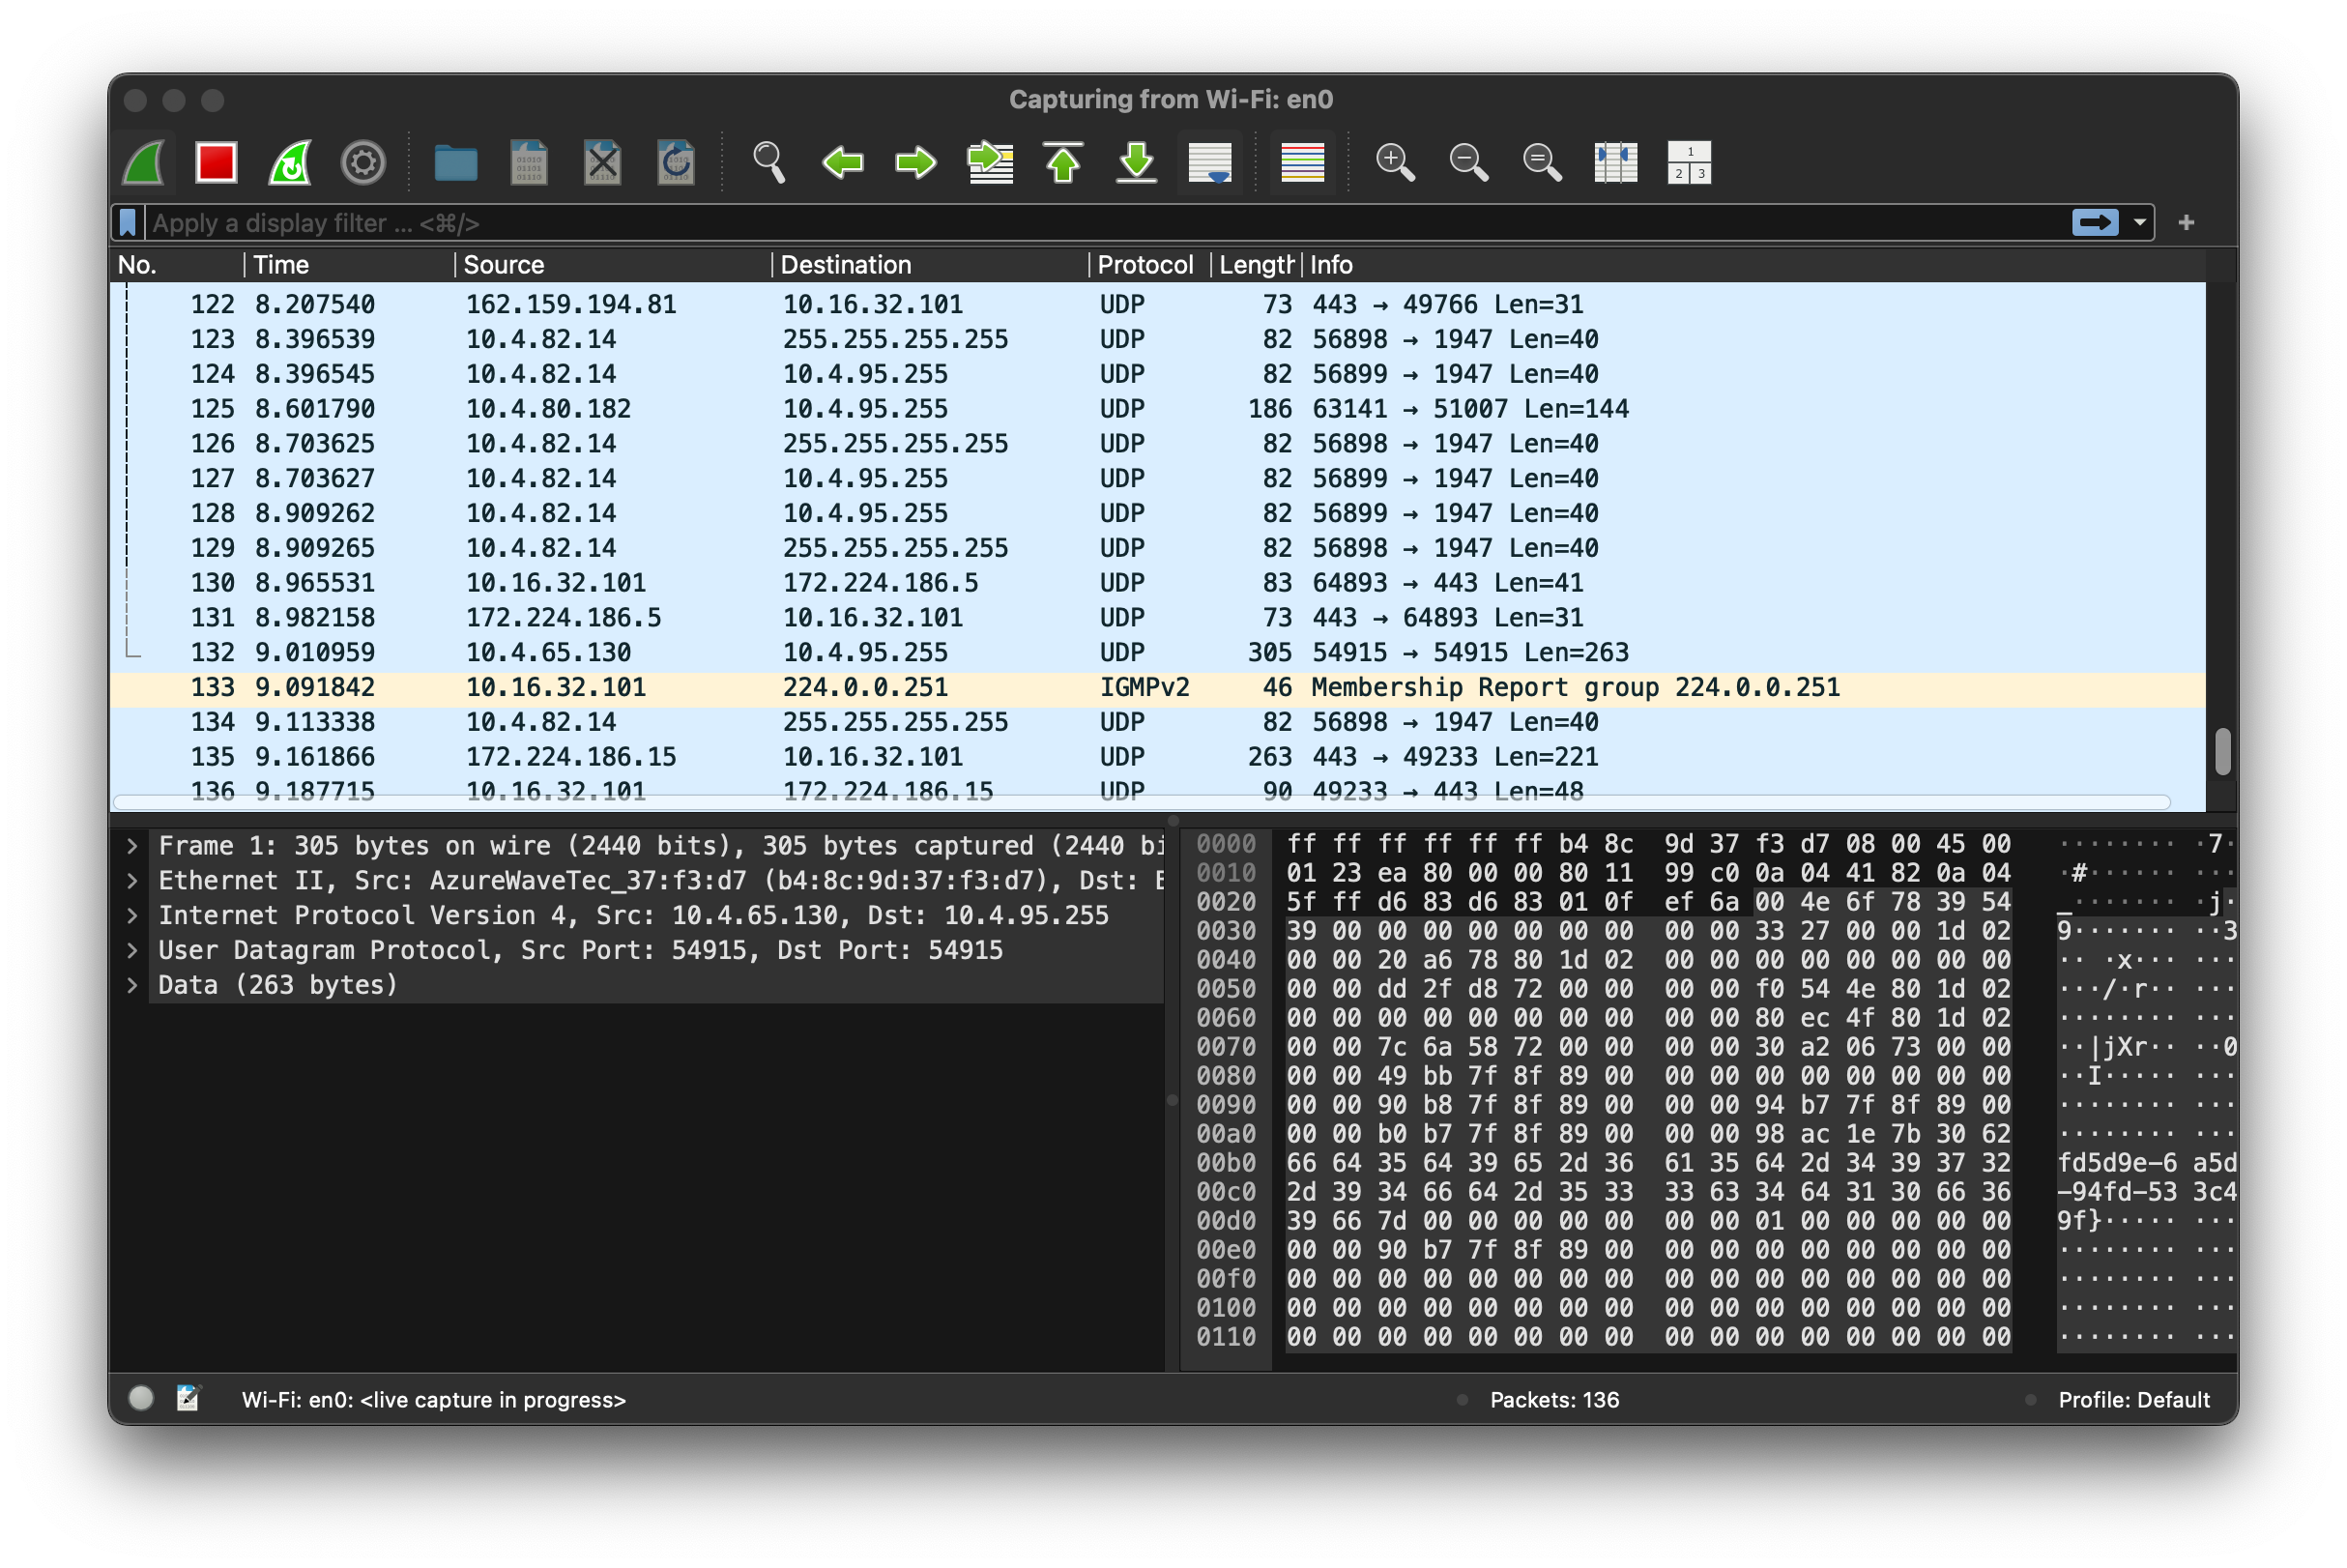 Capturing from Wi-Fi: en0
Apply a display filter ... <⌘/>
No. Time Source Destination Protocol Length Info
122 8.207540 162.159.194.81 10.16.32.101 UDP 73 443 → 49766 Len=31
123 8.396539 10.4.82.14 255.255.255.255 UDP 82 56898 → 1947 Len=40
124 8.396545 10.4.82.14 10.4.95.255 UDP 82 56899 → 1947 Len=40
125 8.601790 10.4.80.182 10.4.95.255 UDP 186 63141 → 51007 Len=144
126 8.703625 10.4.82.14 255.255.255.255 UDP 82 56898 → 1947 Len=40
127 8.703627 10.4.82.14 10.4.95.255 UDP 82 56899 → 1947 Len=40
128 8.909262 10.4.82.14 10.4.95.255 UDP 82 56899 → 1947 Len=40
129 8.909265 10.4.82.14 255.255.255.255 UDP 82 56898 → 1947 Len=40
130 8.965531 10.16.32.101 172.224.186.5 UDP 83 64893 → 443 Len=41
131 8.982158 172.224.186.5 10.16.32.101 UDP 73 443 → 64893 Len=31
132 9.010959 10.4.65.130 10.4.95.255 UDP 305 54915 → 54915 Len=263
133 9.091842 10.16.32.101 224.0.0.251 IGMPv2 46 Membership Report group 224.0.0.251
134 9.113338 10.4.82.14 255.255.255.255 UDP 82 56898 → 1947 Len=40
135 9.161866 172.224.186.15 10.16.32.101 UDP 263 443 → 49233 Len=221
136 9.187715 10.16.32.101 172.224.186.15 UDP 90 49233 → 443 Len=48
Frame 1: 305 bytes on wire (2440 bits), 305 bytes captured (2440 bi
Ethernet II, Src: AzureWaveTec_37:f3:d7 (b4:8c:9d:37:f3:d7), Dst: E
Internet Protocol Version 4, Src: 10.4.65.130, Dst: 10.4.95.255
User Datagram Protocol, Src Port: 54915, Dst Port: 54915
Data (263 bytes)
0000 ff ff ff ff ff ff b4 8c 9d 37 f3 d7 08 00 45 00 ········ ·7·
0010 01 23 ea 80 00 00 80 11 99 c0 0a 04 41 82 0a 04 ·#······ ···
0020 5f ff d6 83 d6 83 01 0f ef 6a 00 4e 6f 78 39 54 _······· ·j·
0030 39 00 00 00 00 00 00 00 00 00 33 27 00 00 1d 02 9······· ··3
0040 00 00 20 a6 78 80 1d 02 00 00 00 00 00 00 00 00 ·· ·x··· ···
0050 00 00 dd 2f d8 72 00 00 00 00 f0 54 4e 80 1d 02 ···/·r·· ···
0060 00 00 00 00 00 00 00 00 00 00 80 ec 4f 80 1d 02 ········ ···
0070 00 00 7c 6a 58 72 00 00 00 00 30 a2 06 73 00 00 ··|jXr·· ··0
0080 00 00 49 bb 7f 8f 89 00 00 00 00 00 00 00 00 00 ··I····· ···
0090 00 00 90 b8 7f 8f 89 00 00 00 94 b7 7f 8f 89 00 ········ ···
00a0 00 00 b0 b7 7f 8f 89 00 00 00 98 ac 1e 7b 30 62 ········ ···
00b0 66 64 35 64 39 65 2d 36 61 35 64 2d 34 39 37 32 fd5d9e-6 a5d
00c0 2d 39 34 66 64 2d 35 33 33 63 34 64 31 30 66 36 -94fd-53 3c4
00d0 39 66 7d 00 00 00 00 00 00 00 01 00 00 00 00 00 9f}····· ···
00e0 00 00 90 b7 7f 8f 89 00 00 00 00 00 00 00 00 00 ········ ···
00f0 00 00 00 00 00 00 00 00 00 00 00 00 00 00 00 00 ········ ···
0100 00 00 00 00 00 00 00 00 00 00 00 00 00 00 00 00 ········ ···
0110 00 00 00 00 00 00 00 00 00 00 00 00 00 00 00 00 ········ ···
Wi-Fi: en0: <live capture in progress> Packets: 136 Profile: Default